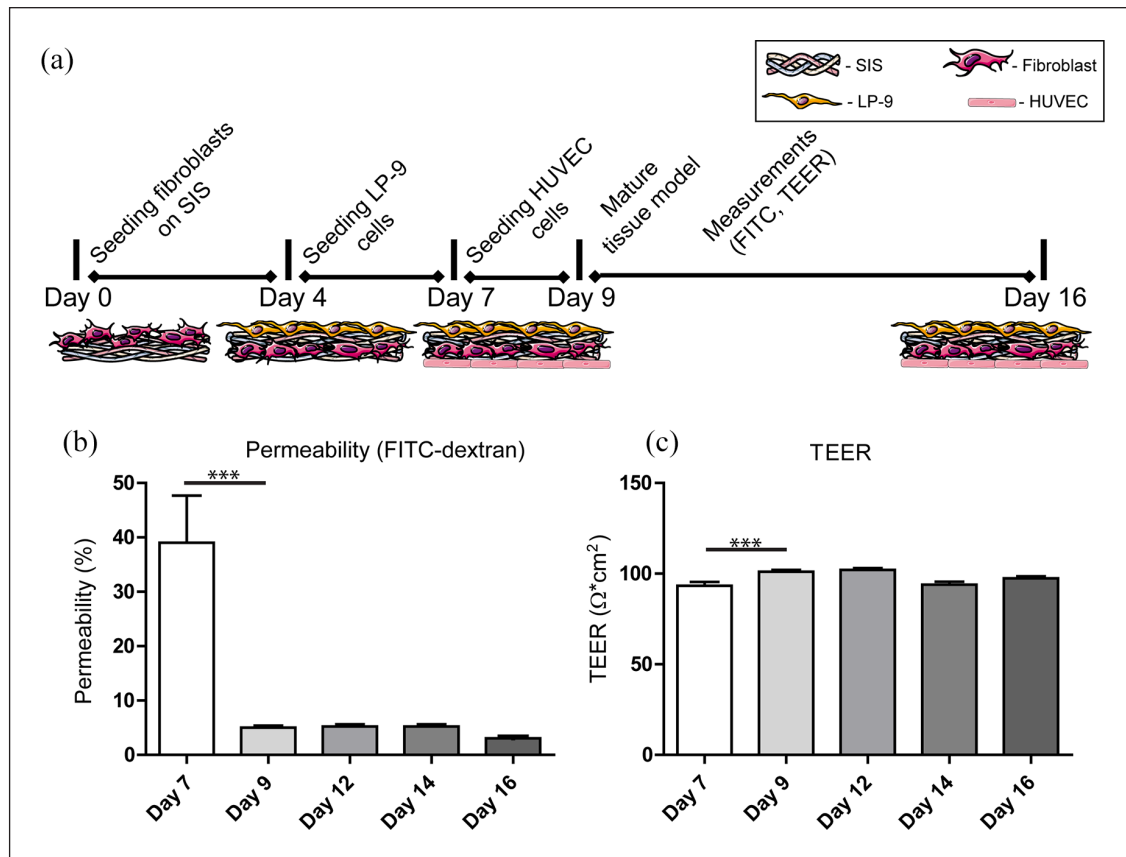 (a)
- SIS
- Fibroblast
- LP-9
- HUVEC
Seeding fibroblasts
on SIS
Seeding LP-9
cells
Seeding HUVEC
cells
Mature
tissue model
Measurements
(FITC, TEER)
Day 0
Day 4
Day 7
Day 9
Day 16
(b)
Permeability (FITC-dextran)
***
Permeability (%)
50
40
30
20
10
0
Day 7
Day 9
Day 12
Day 14
Day 16
(c)
TEER
***
TEER (Ω*cm²)
150
100
50
0
Day 7
Day 9
Day 12
Day 14
Day 16